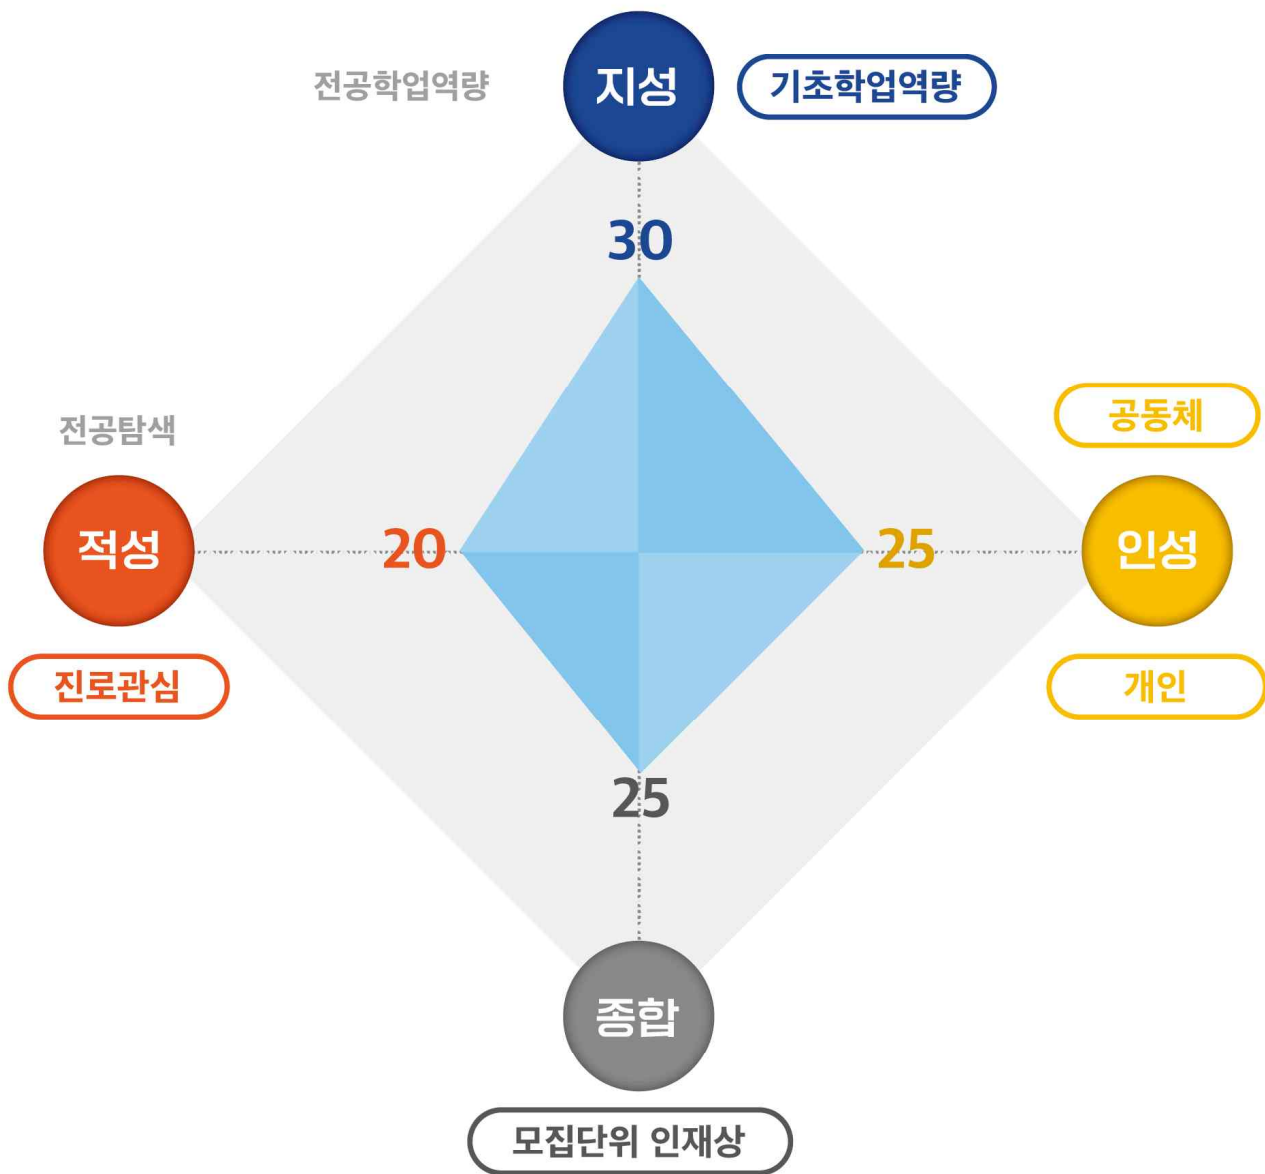 전공학업역량
지성
기초학업역량
30
공동체
전공탐색
적성
20
25
인성
진로관심
개인
25
종합
모집단위 인재상